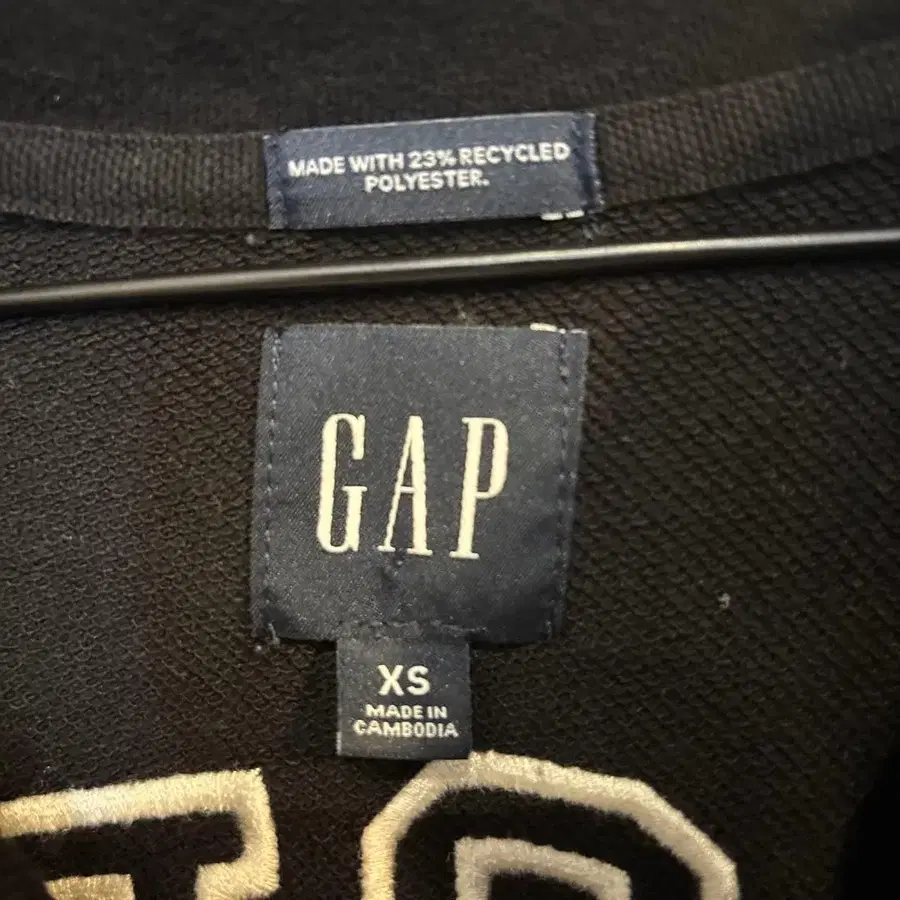 MADE WITH 23% RECYCLED
POLYESTER.
GAP
XS
MADE IN
CAMBODIA